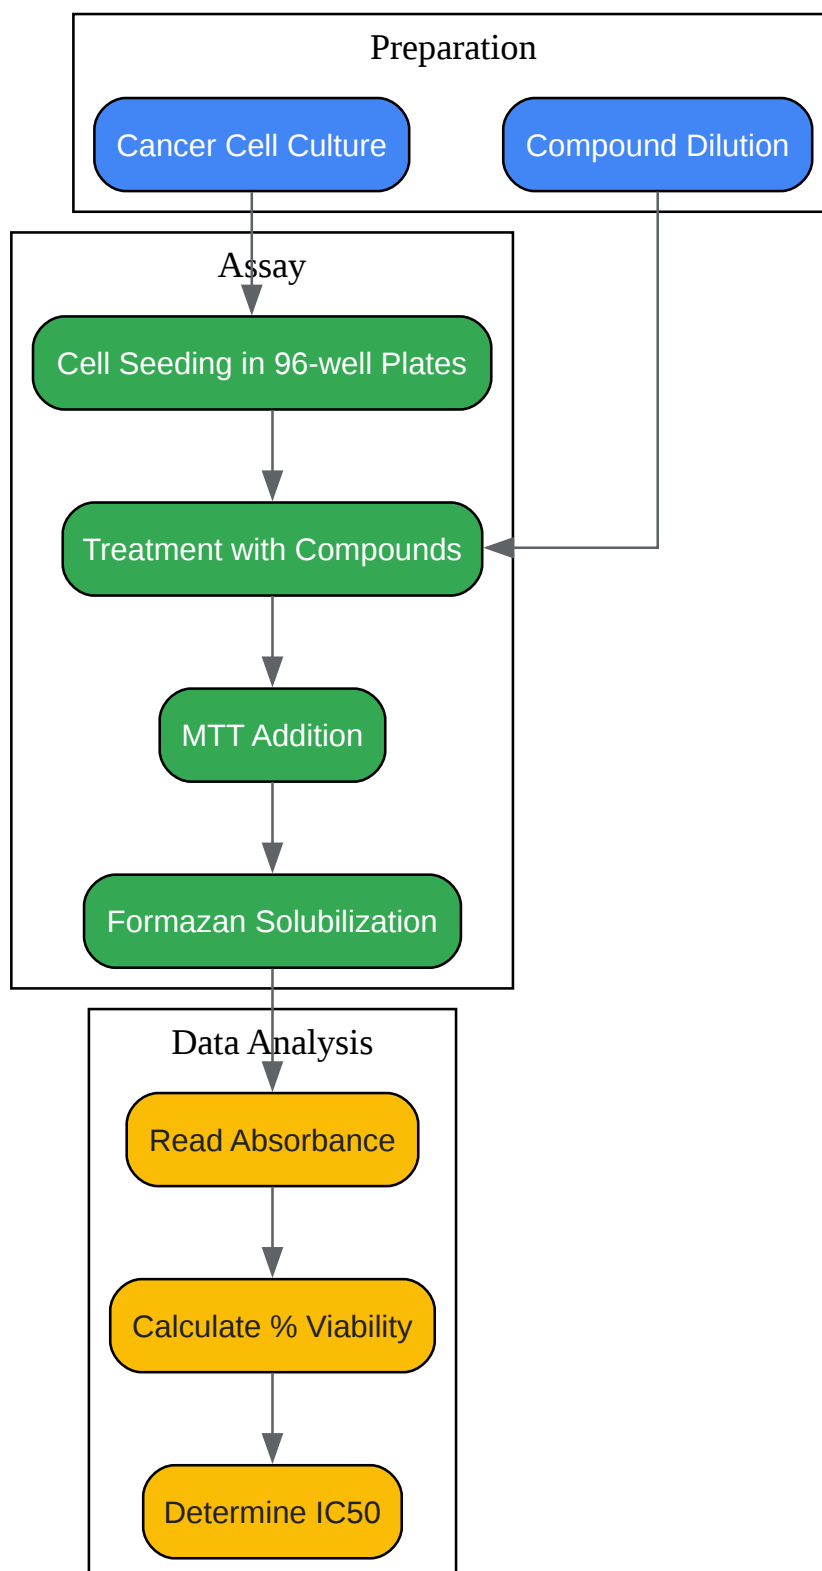 Preparation
Cancer Cell Culture
Compound Dilution
Assay
Cell Seeding in 96-well Plates
Treatment with Compounds
MTT Addition
Formazan Solubilization
Data Analysis
Read Absorbance
Calculate % Viability
Determine IC50